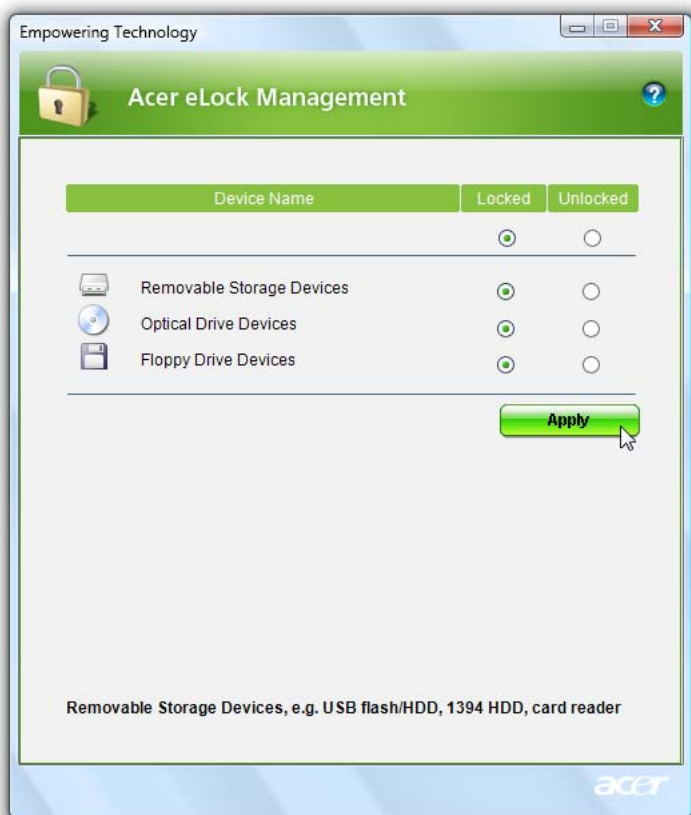 Empowering Technology
Acer eLock Management
Device Name Locked Unlocked
Removable Storage Devices
Optical Drive Devices
Floppy Drive Devices
Apply
Removable Storage Devices, e.g. USB flash/HDD, 1394 HDD, card reader
acer